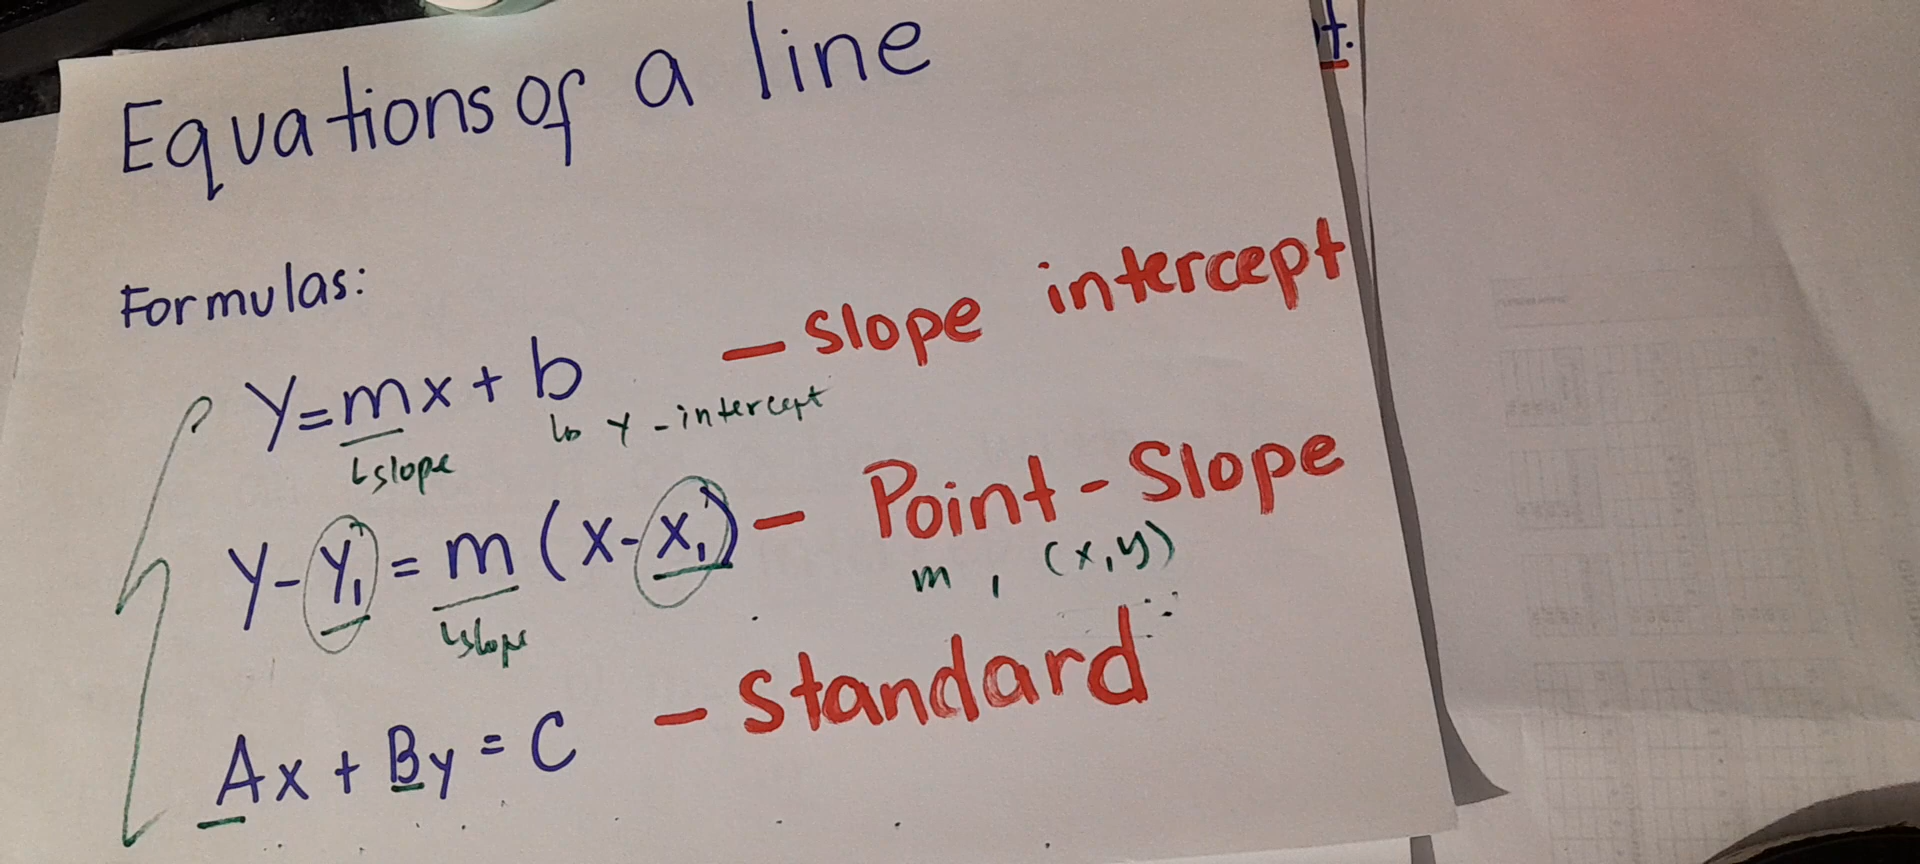 Equations of a line
t.
Formulas:
Y=mx+b - Slope intercept
↳slope ↳ Y-intercept
Y-Y₁=m(X-X₁) - Point-Slope
↳slope m, (x,y)
Ax+By=C - Standard